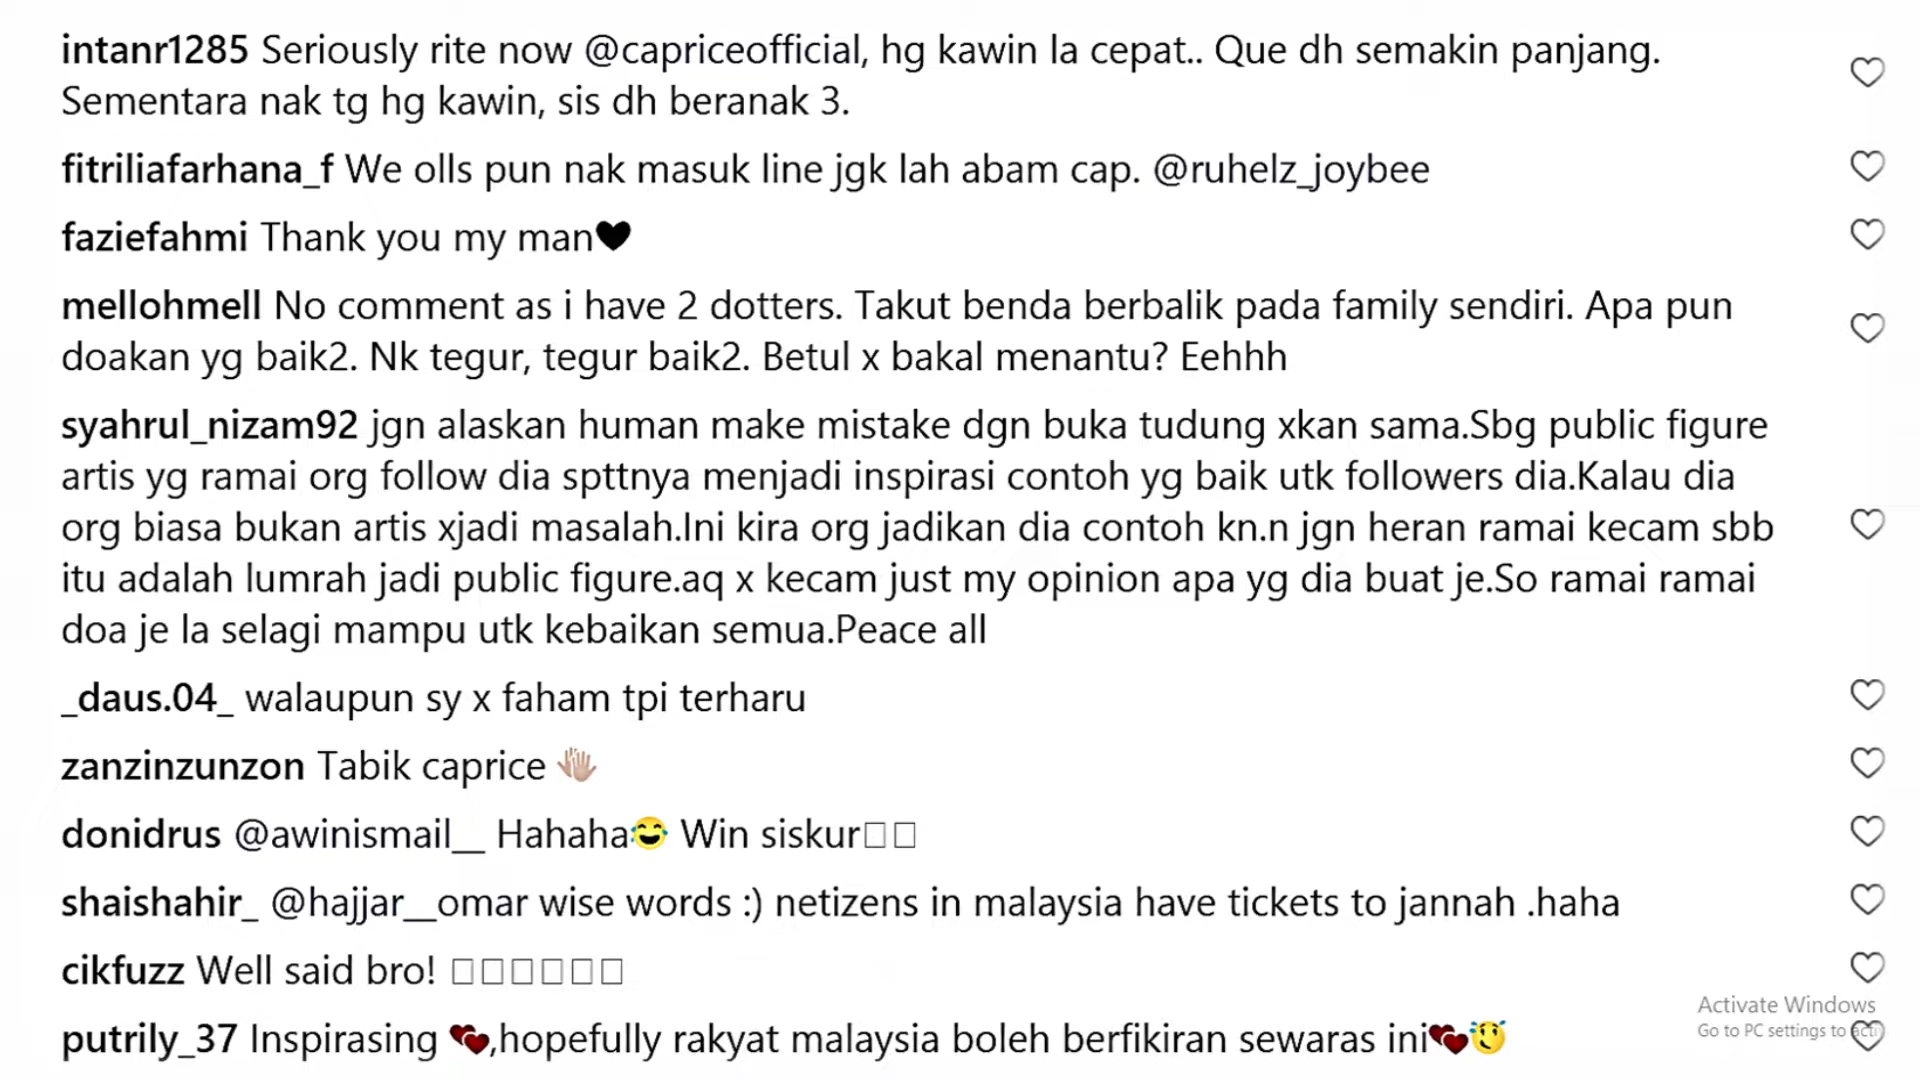 intanr1285 Seriously rite now @capriceofficial, hg kawin la cepat.. Que dh semakin panjang.
Sementara nak tg hg kawin, sis dh beranak 3.
fitriliafarhana_f We olls pun nak masuk line jgk lah abam cap. @ruhelz_joybee
faziefahmi Thank you my man🖤
mellohmell No comment as i have 2 dotters. Takut benda berbalik pada family sendiri. Apa pun
doakan yg baik2. Nk tegur, tegur baik2. Betul x bakal menantu? Eehhh
syahrul_nizam92 jgn alaskan human make mistake dgn buka tudung xkan sama.Sbg public figure
artis yg ramai org follow dia spttnya menjadi inspirasi contoh yg baik utk followers dia.Kalau dia
org biasa bukan artis xjadi masalah.Ini kira org jadikan dia contoh kn.n jgn heran ramai kecam sbb
itu adalah lumrah jadi public figure.aq x kecam just my opinion apa yg dia buat je.So ramai ramai
doa je la selagi mampu utk kebaikan semua.Peace all
_daus.04_ walaupun sy x faham tpi terharu
zanzinzunzon Tabik caprice 👋🏼
donidrus @awinismail__ Hahaha😂 Win siskur□□
shaishahir_ @hajjar__omar wise words :) netizens in malaysia have tickets to jannah .haha
cikfuzz Well said bro! □□□□□□
putrily_37 Inspirasing 💕,hopefully rakyat malaysia boleh berfikiran sewaras ini💕🥲
Activate Windows
Go to PC settings to acti